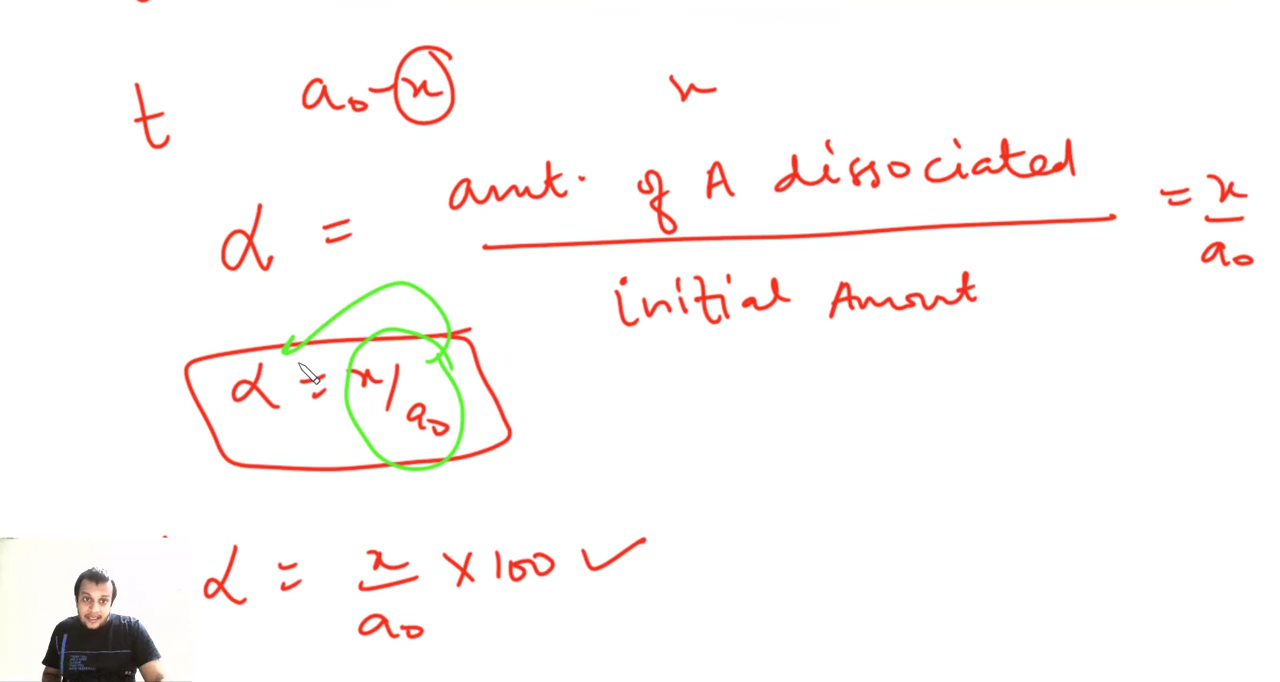 t a₀-x x
α = amt. of A dissociated / initial Amount = x / a₀
α = x/a₀
α = x / a₀ × 100 ✓